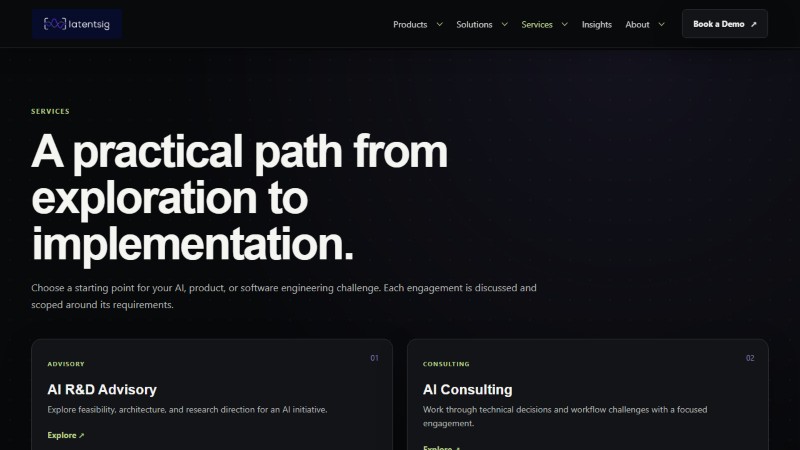 latentsig
Products Solutions Services Insights About Book a Demo ↗
SERVICES
A practical path from
exploration to
implementation.
Choose a starting point for your AI, product, or software engineering challenge. Each engagement is discussed and
scoped around its requirements.
01
ADVISORY
AI R&D Advisory
Explore feasibility, architecture, and research direction for an AI initiative.
Explore ↗
02
CONSULTING
AI Consulting
Work through technical decisions and workflow challenges with a focused
engagement.
Explore ↗